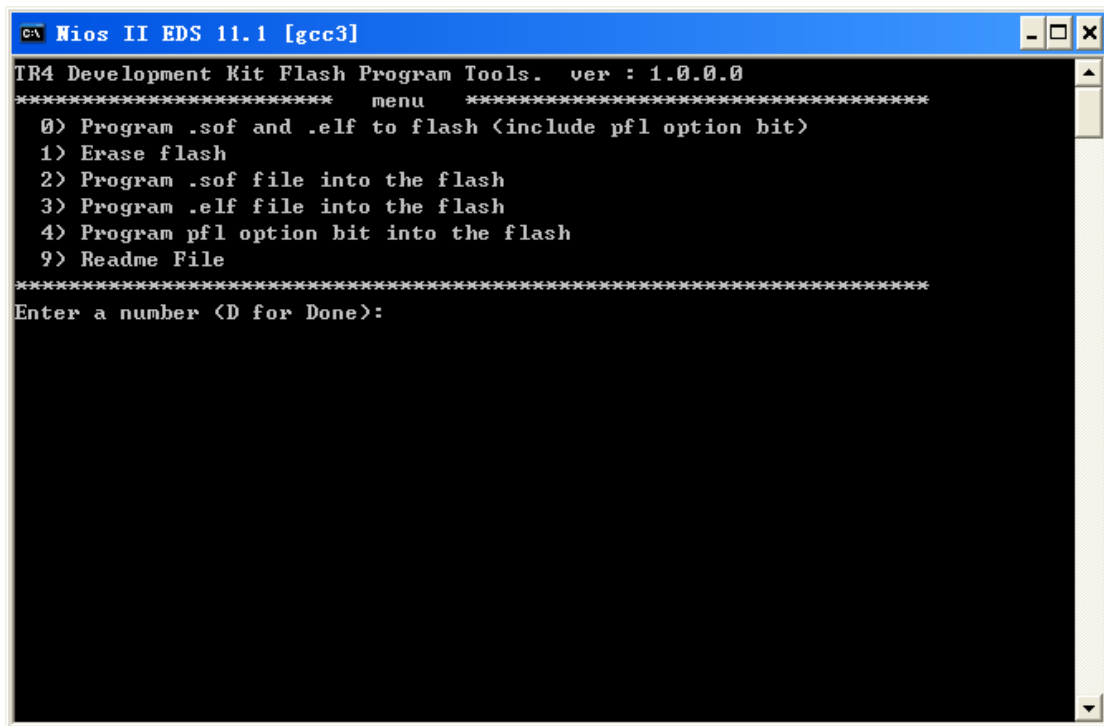 Nios II EDS 11.1 [gcc3]
TR4 Development Kit Flash Program Tools.  ver : 1.0.0.0
************************   menu   ***********************************
  0) Program .sof and .elf to flash (include pfl option bit)
  1) Erase flash
  2) Program .sof file into the flash
  3) Program .elf file into the flash
  4) Program pfl option bit into the flash
  9) Readme File
*********************************************************************
Enter a number (D for Done):